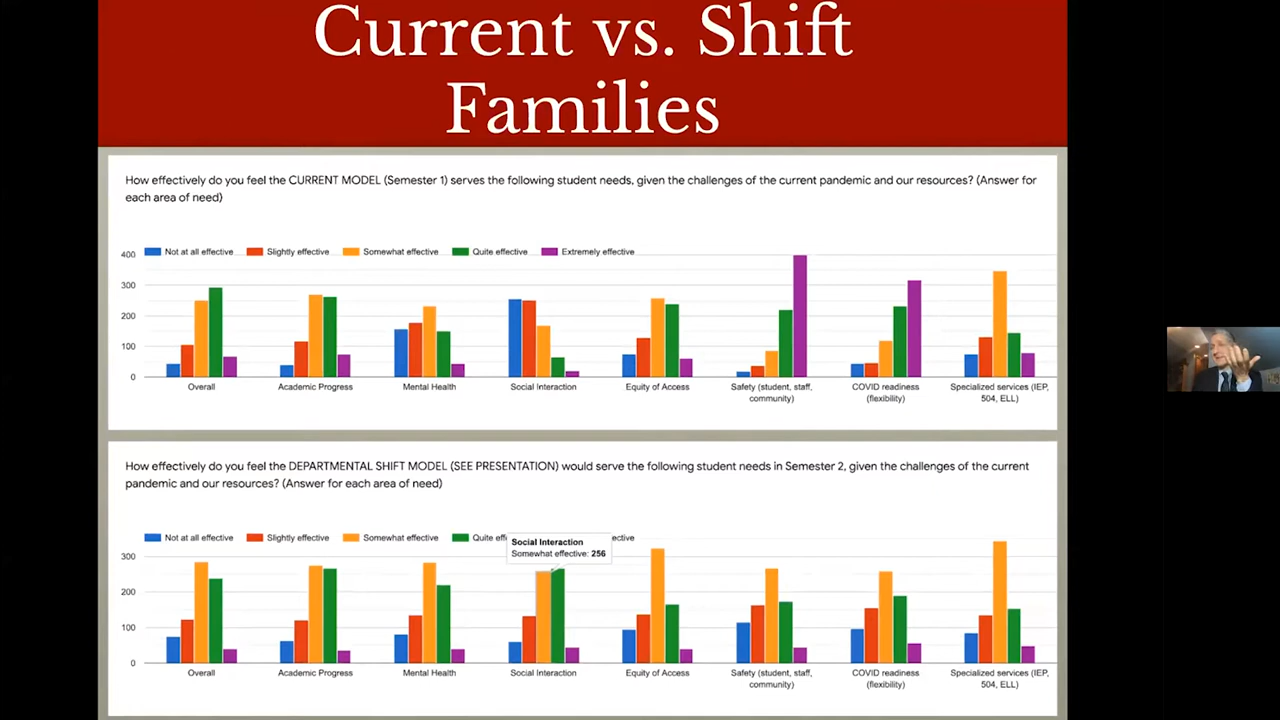 Current vs. Shift
Families
How effectively do you feel the CURRENT MODEL (Semester 1) serves the following student needs, given the challenges of the current pandemic and our resources? (Answer for
each area of need)
Not at all effective Slightly effective Somewhat effective Quite effective Extremely effective
400
300
200
100
0
Overall Academic Progress Mental Health Social Interaction Equity of Access Safety (student, staff, COVID readiness Specialized services (IEP,
community) (flexibility) 504, ELL)
How effectively do you feel the DEPARTMENTAL SHIFT MODEL (SEE PRESENTATION) would serve the following student needs in Semester 2, given the challenges of the current
pandemic and our resources? (Answer for each area of need)
Not at all effective Slightly effective Somewhat effective Quite effective
Social Interaction
Somewhat effective: 256
300
200
100
0
Overall Academic Progress Mental Health Social Interaction Equity of Access Safety (student, staff, COVID readiness Specialized services (IEP,
community) (flexibility) 504, ELL)